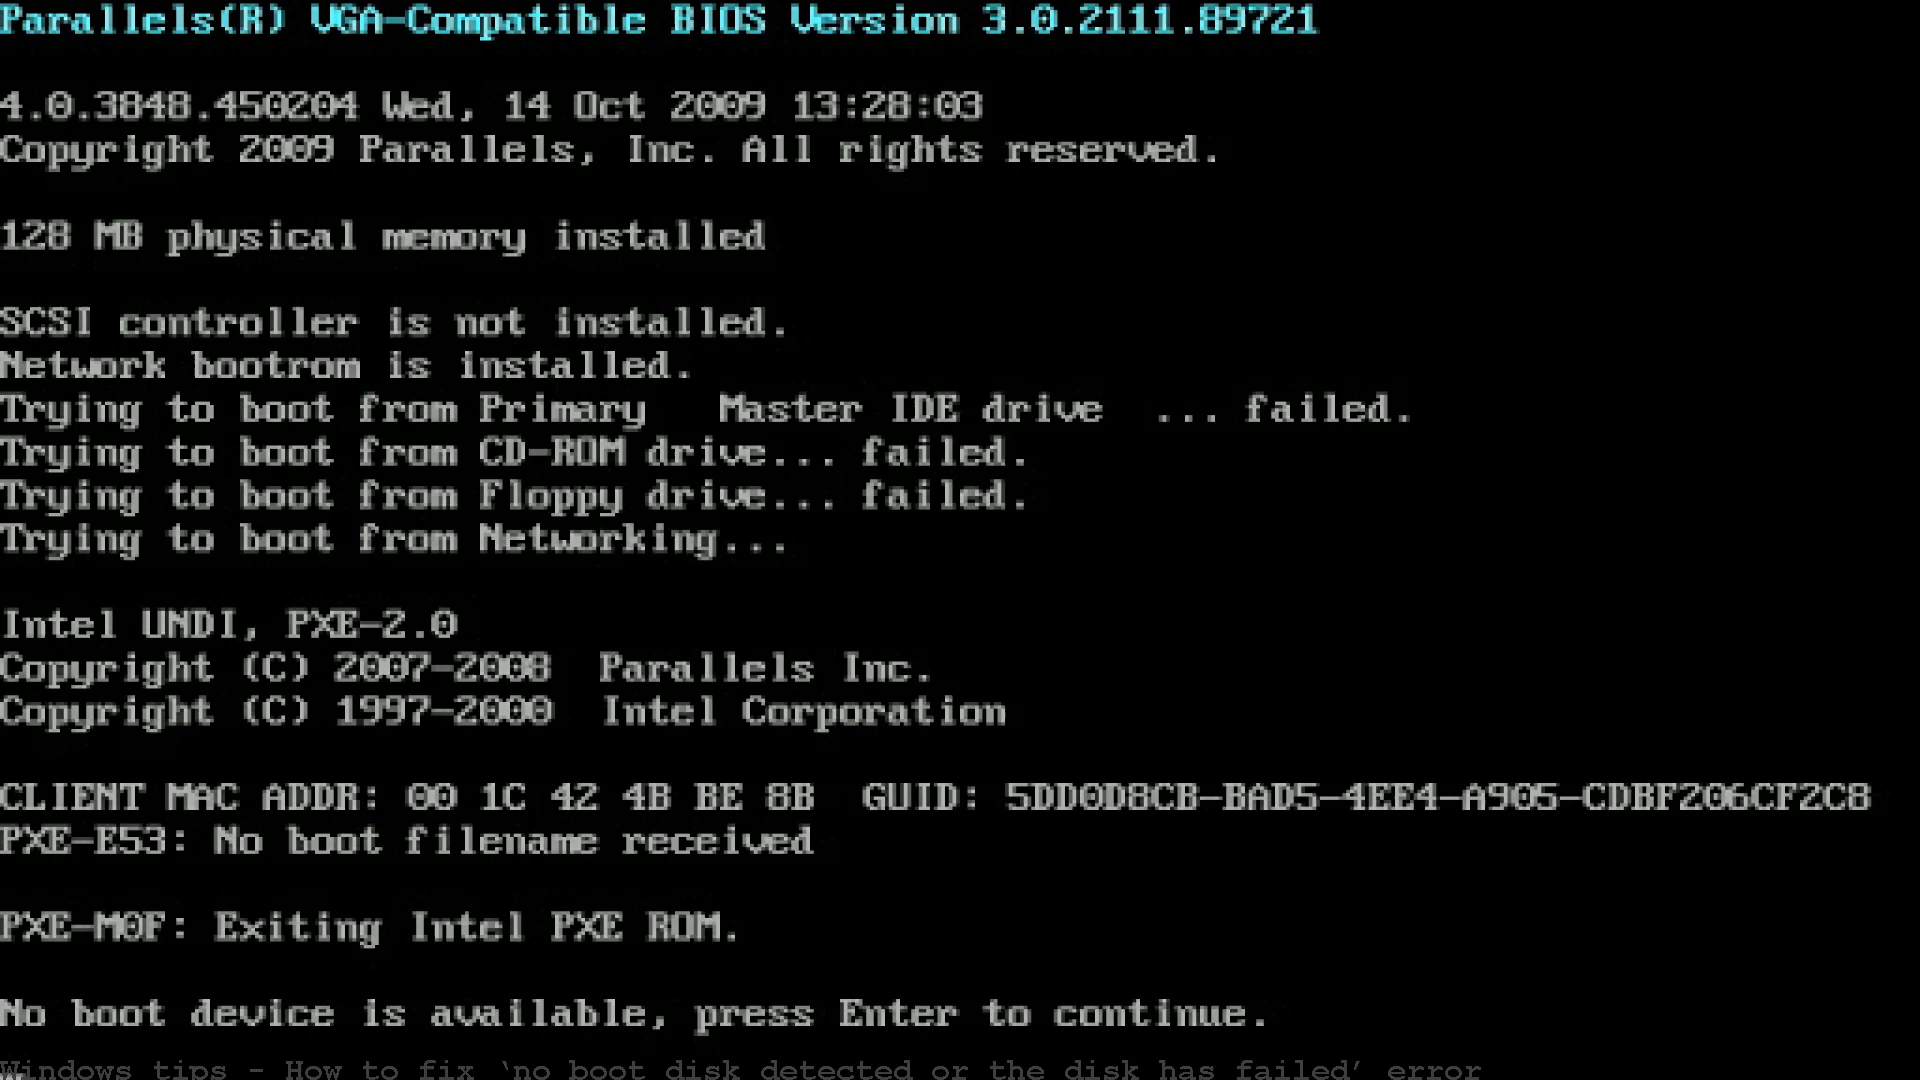 Parallels(R) VGA-Compatible BIOS Version 3.0.2111.89721
4.0.3848.450204 Wed, 14 Oct 2009 13:28:03
Copyright 2009 Parallels, Inc. All rights reserved.
128 MB physical memory installed
SCSI controller is not installed.
Network bootrom is installed.
Trying to boot from Primary   Master IDE drive  ... failed.
Trying to boot from CD-ROM drive... failed.
Trying to boot from Floppy drive... failed.
Trying to boot from Networking...
Intel UNDI, PXE-2.0
Copyright (C) 2007-2008  Parallels Inc.
Copyright (C) 1997-2000  Intel Corporation
CLIENT MAC ADDR: 00 1C 42 4B BE 8B  GUID: 5DD0D8CB-BAD5-4EE4-A905-CDBF206CF2C8
PXE-E53: No boot filename received
PXE-M0F: Exiting Intel PXE ROM.
No boot device is available, press Enter to continue.
Windows tips - How to fix ‘no boot disk detected or the disk has failed’ error